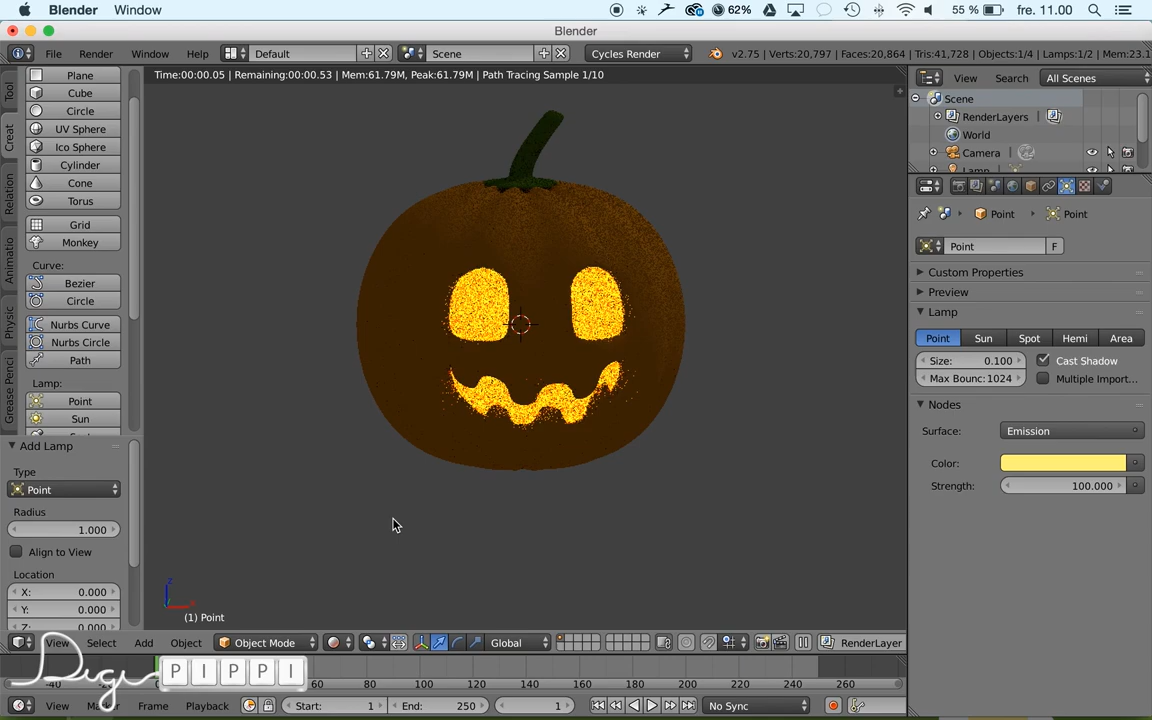 Blender Window 62% 55 % fre. 11.00
Blender
File Render Window Help Default Scene Cycles Render v2.75 | Verts:20,797 | Faces:20,864 | Tris:41,728 | Objects:1/4 | Lamps:1/2 | Mem:23.1
Time:00:00.05 | Remaining:00:00.53 | Mem:61.79M, Peak:61.79M | Path Tracing Sample 1/10
Tool
Creat
Relation
Animatio
Physic
Grease Penci
Plane
Cube
Circle
UV Sphere
Ico Sphere
Cylinder
Cone
Torus
Grid
Monkey
Curve:
Bezier
Circle
Nurbs Curve
Nurbs Circle
Path
Lamp:
Point
Sun
Add Lamp
Type
Point
Radius
1.000
Align to View
Location
X: 0.000
Y: 0.000
Z: 0.000
z
x
(1) Point
View Search All Scenes
Scene
RenderLayers
World
Camera
Lamp
Point Point
Point F
Custom Properties
Preview
Lamp
Point Sun Spot Hemi Area
Size: 0.100 Cast Shadow
Max Bounc: 1024 Multiple Import...
Nodes
Surface: Emission
Color:
Strength: 100.000
View Select Add Object Object Mode Global RenderLayer
Digi PIPPI
-40 0 60 80 100 120 140 160 180 200 220 240 260
View Frame Playback Start: 1 End: 250 1 No Sync